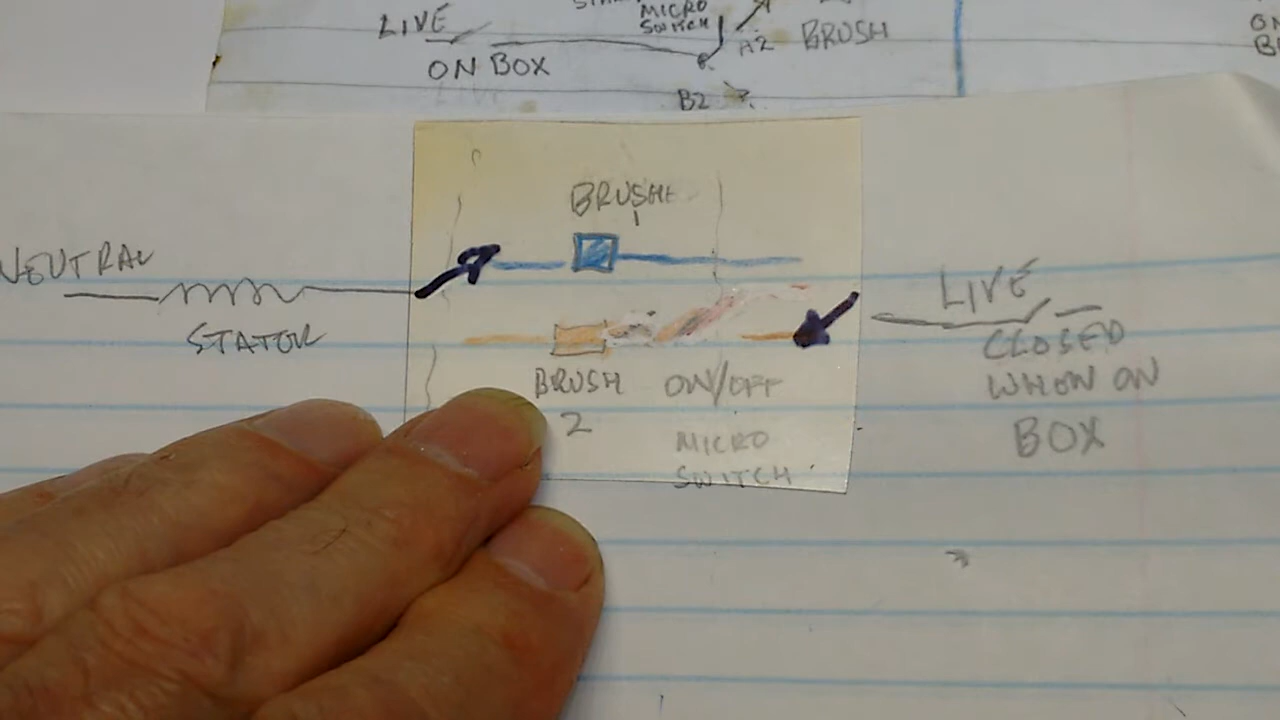 MICRO
SWITCH
LIVE
A2 BRUSH
ON BOX
B2
BRUSH
1
NEUTRAL
LIVE
STATOR
CLOSED
BRUSH ON/OFF
WHEN ON
2
MICRO
BOX
SWITCH